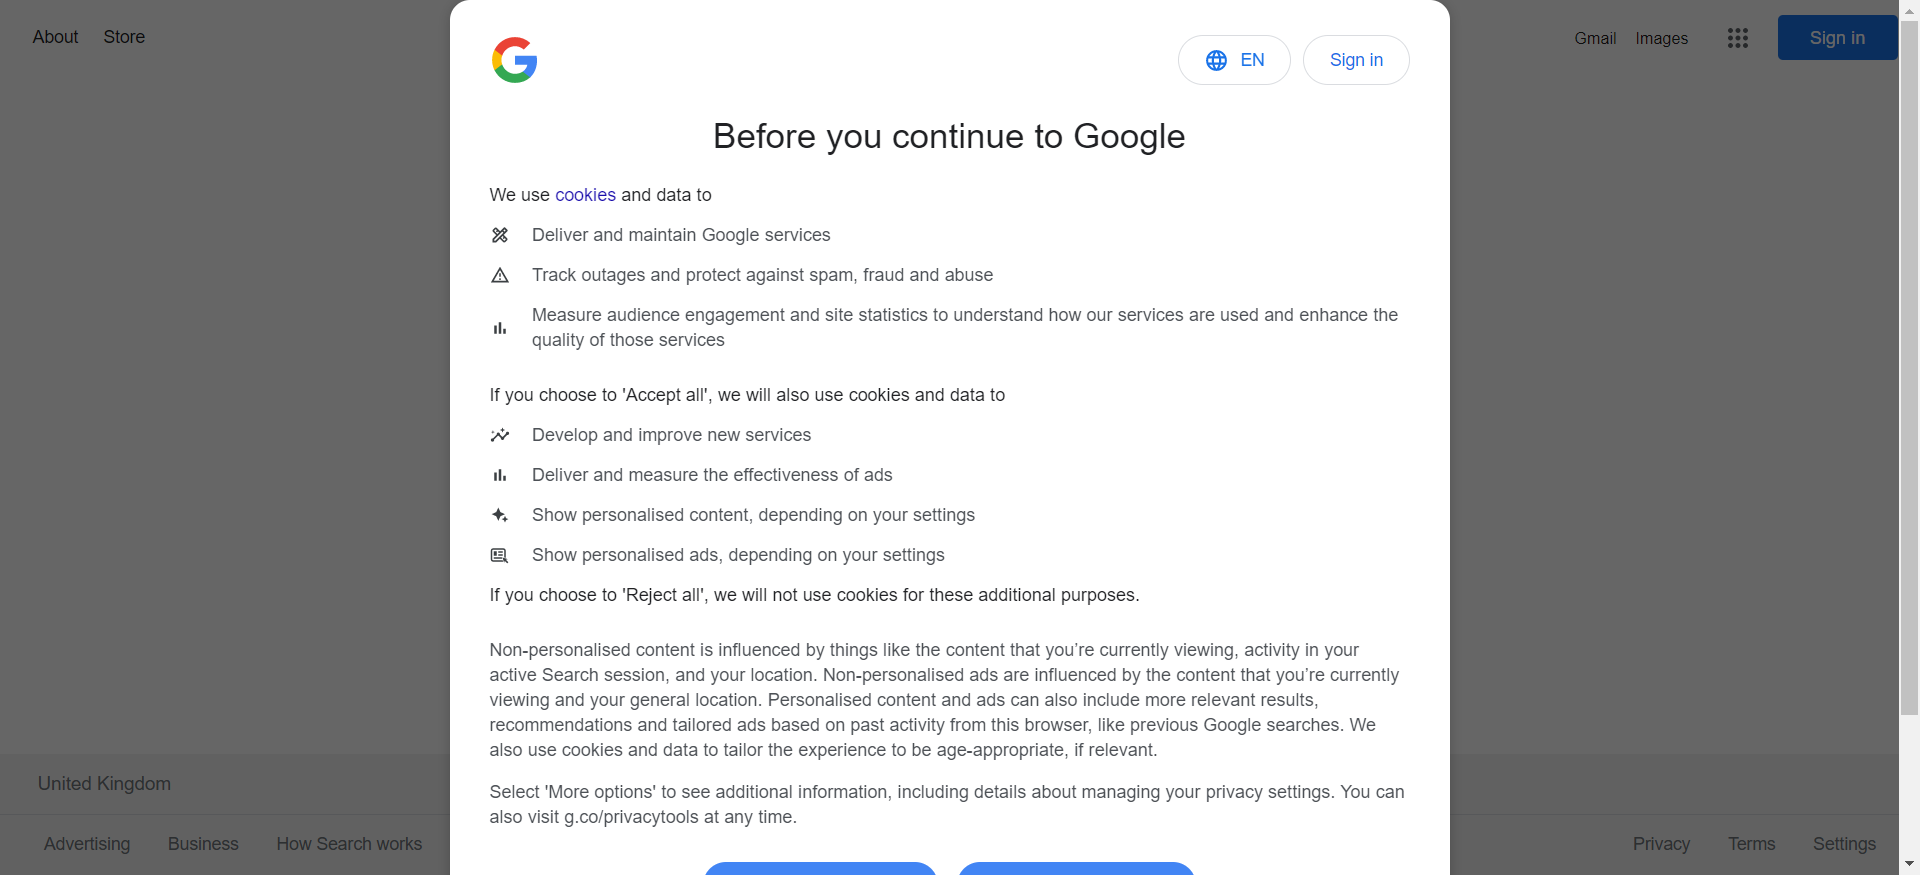 About Store
Gmail Images Sign in
EN Sign in
Before you continue to Google
We use cookies and data to
Deliver and maintain Google services
Track outages and protect against spam, fraud and abuse
Measure audience engagement and site statistics to understand how our services are used and enhance the
quality of those services
If you choose to 'Accept all', we will also use cookies and data to
Develop and improve new services
Deliver and measure the effectiveness of ads
Show personalised content, depending on your settings
Show personalised ads, depending on your settings
If you choose to 'Reject all', we will not use cookies for these additional purposes.
Non-personalised content is influenced by things like the content that you’re currently viewing, activity in your
active Search session, and your location. Non-personalised ads are influenced by the content that you’re currently
viewing and your general location. Personalised content and ads can also include more relevant results,
recommendations and tailored ads based on past activity from this browser, like previous Google searches. We
also use cookies and data to tailor the experience to be age-appropriate, if relevant.
Select 'More options' to see additional information, including details about managing your privacy settings. You can
also visit g.co/privacytools at any time.
United Kingdom
Advertising Business How Search works
Privacy Terms Settings